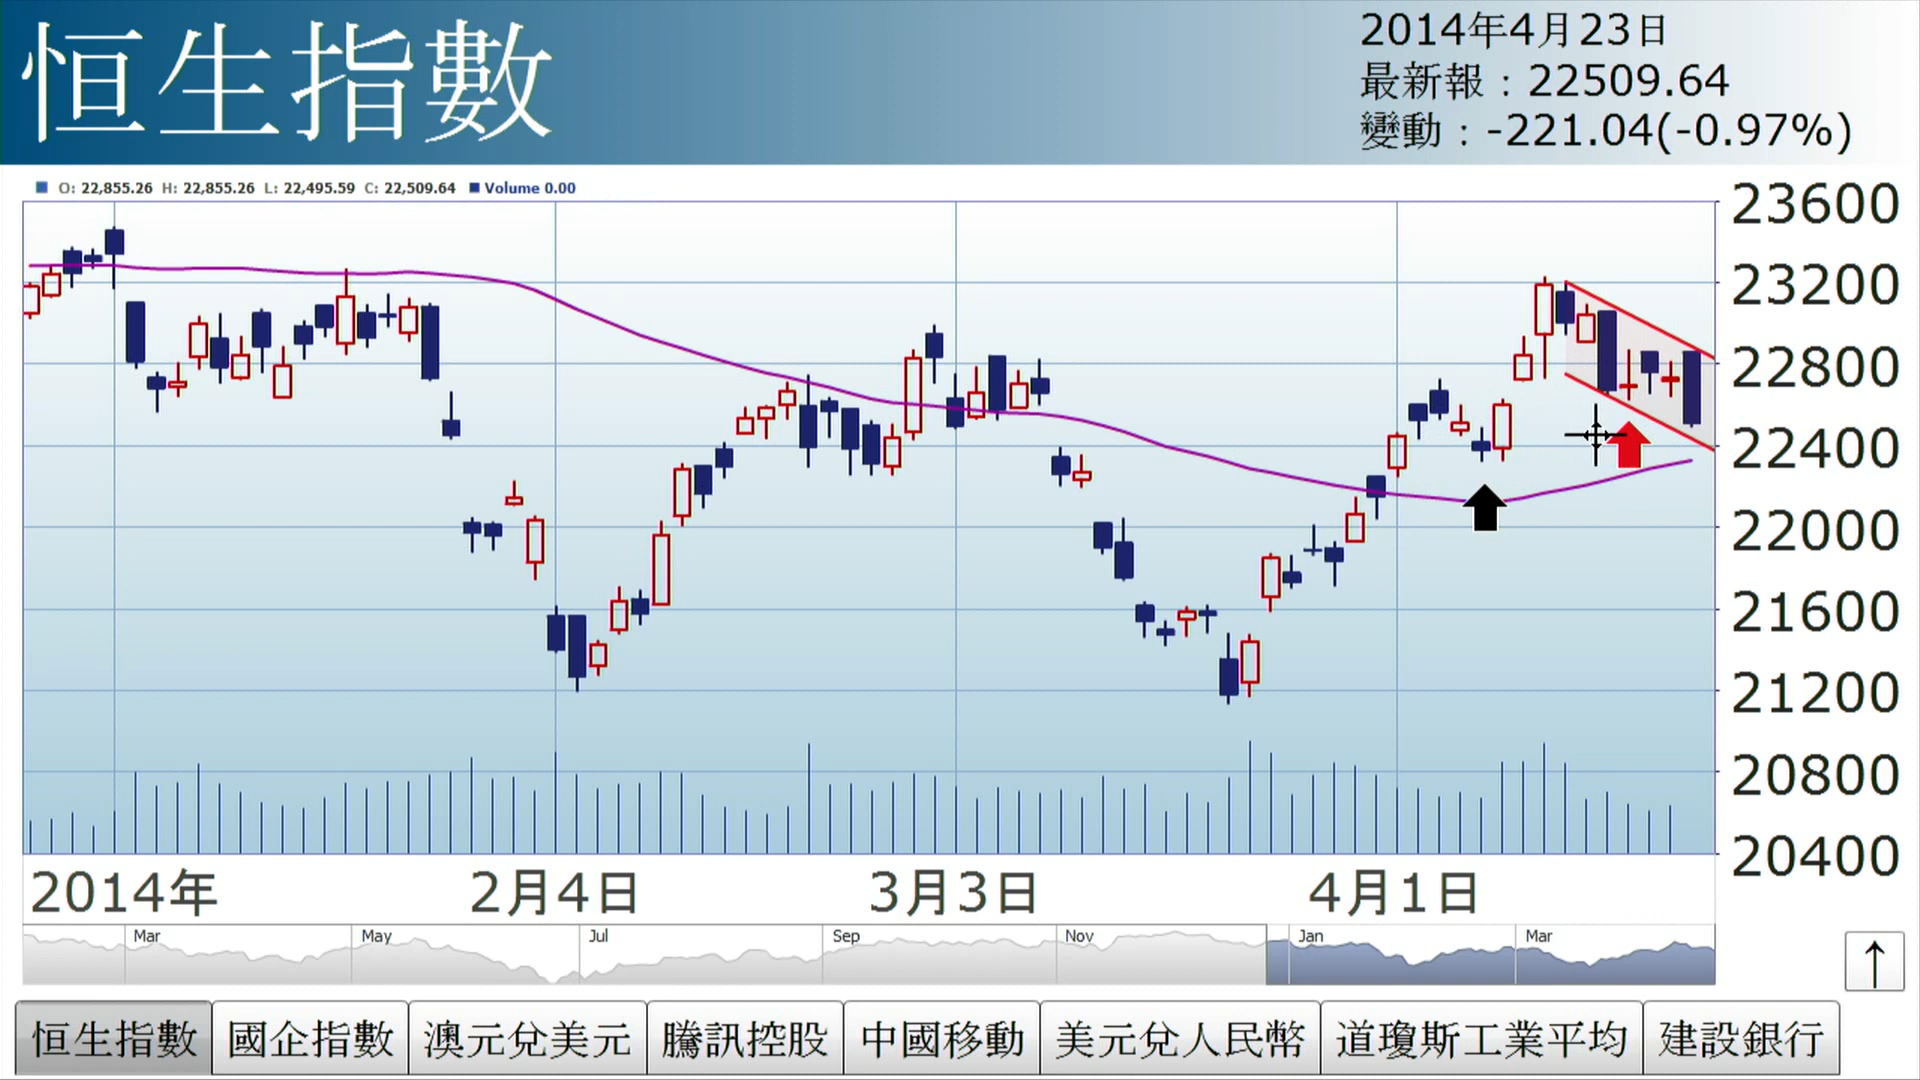 恒生指數
2014年4月23日
最新報：22509.64
變動：-221.04(-0.97%)
O: 22,855.26 H: 22,855.26 L: 22,495.59 C: 22,509.64 Volume 0.00
23600
23200
22800
22400
22000
21600
21200
20800
20400
2014年 2月4日 3月3日 4月1日
Mar May Jul Sep Nov Jan Mar
恒生指數 國企指數 澳元兌美元 騰訊控股 中國移動 美元兌人民幣 道瓊斯工業平均 建設銀行